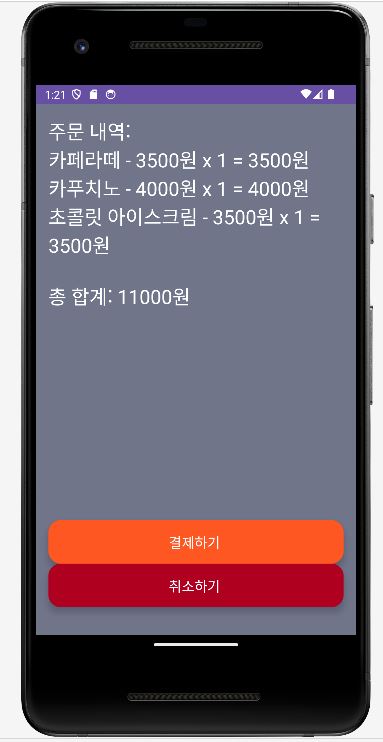 1:21
주문 내역:
카페라떼 - 3500원 x 1 = 3500원
카푸치노 - 4000원 x 1 = 4000원
초콜릿 아이스크림 - 3500원 x 1 =
3500원
총 합계: 11000원
결제하기
취소하기